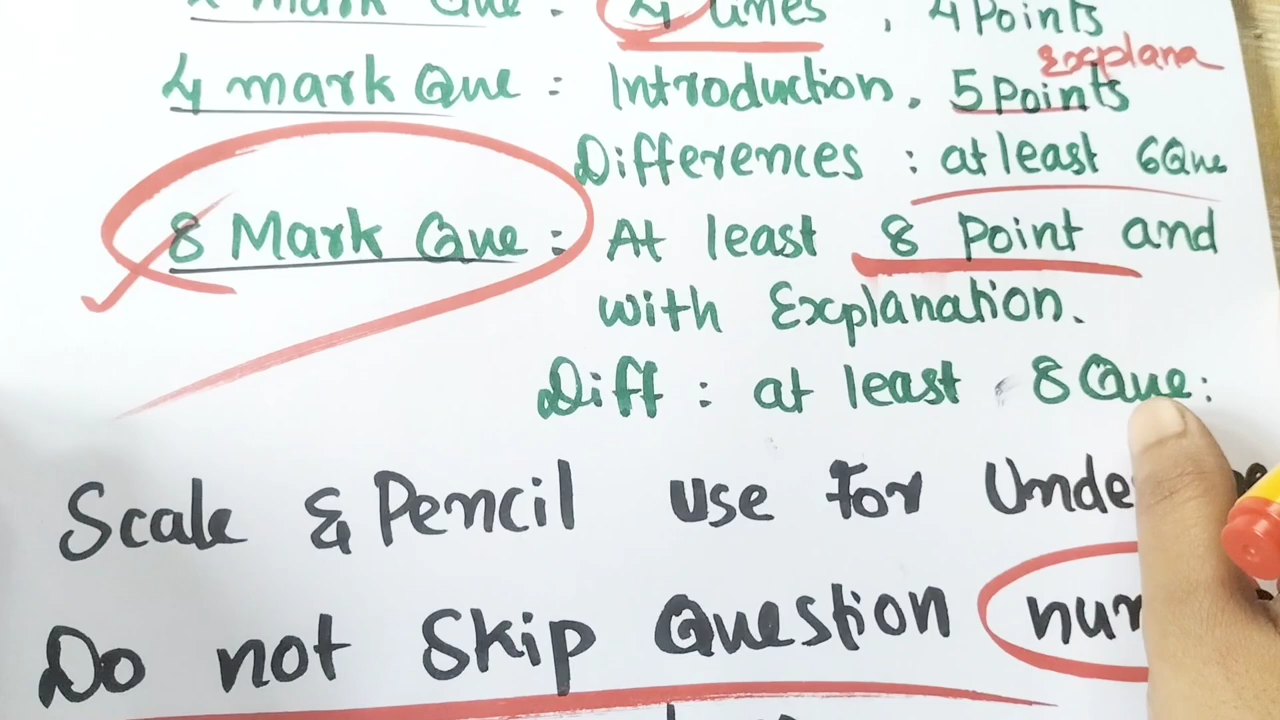 mark Que : 4 lines , 4 Points
Explana
4 mark Que : Introduction, 5 Points
Differences : at least 6 Que
8 Mark Que : At least 8 Point and
with Explanation.
Diff : at least 8 Que :
Scale & Pencil use for
Do not Skip Question